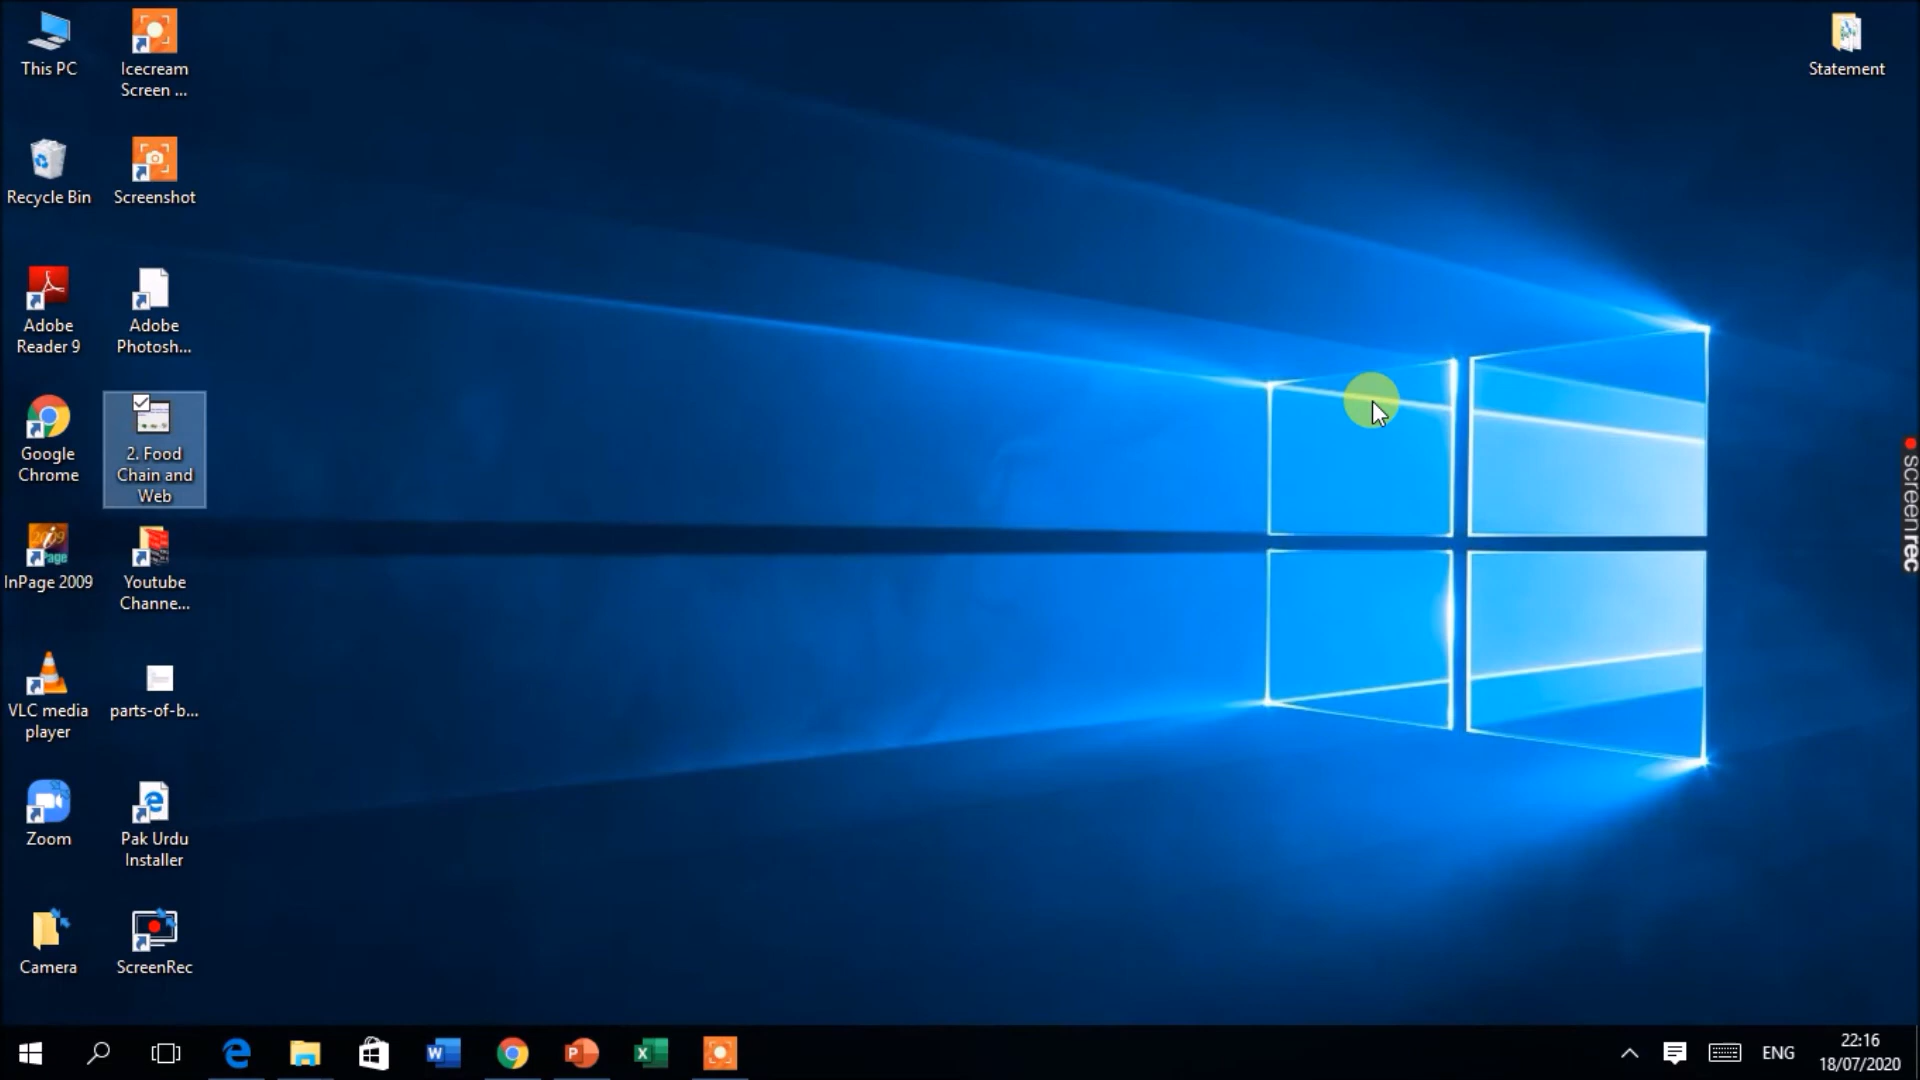 This PC
Icecream
Screen ...
Statement
Recycle Bin
Screenshot
Adobe
Reader 9
Adobe
Photosh...
Google
Chrome
2. Food
Chain and
Web
InPage 2009
Youtube
Channe...
VLC media
player
parts-of-b...
Zoom
Pak Urdu
Installer
Camera
ScreenRec
screenrec
ENG
22:16
18/07/2020